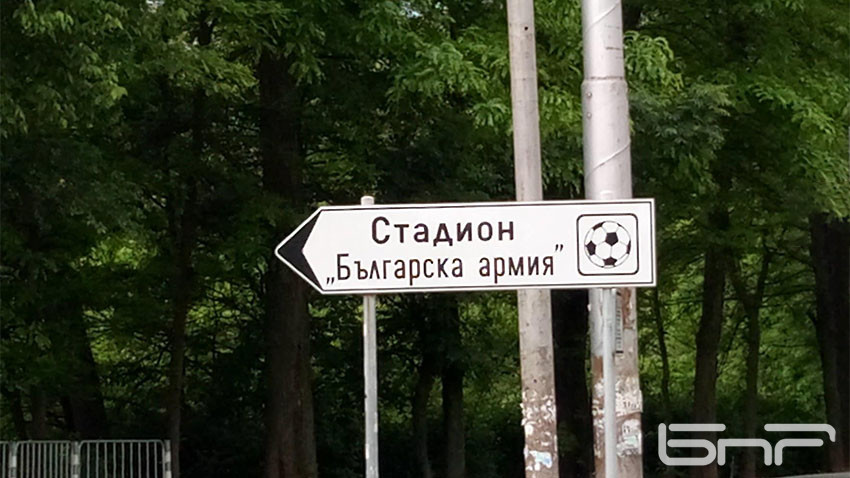 Стадион
„Българска армия”
БНР